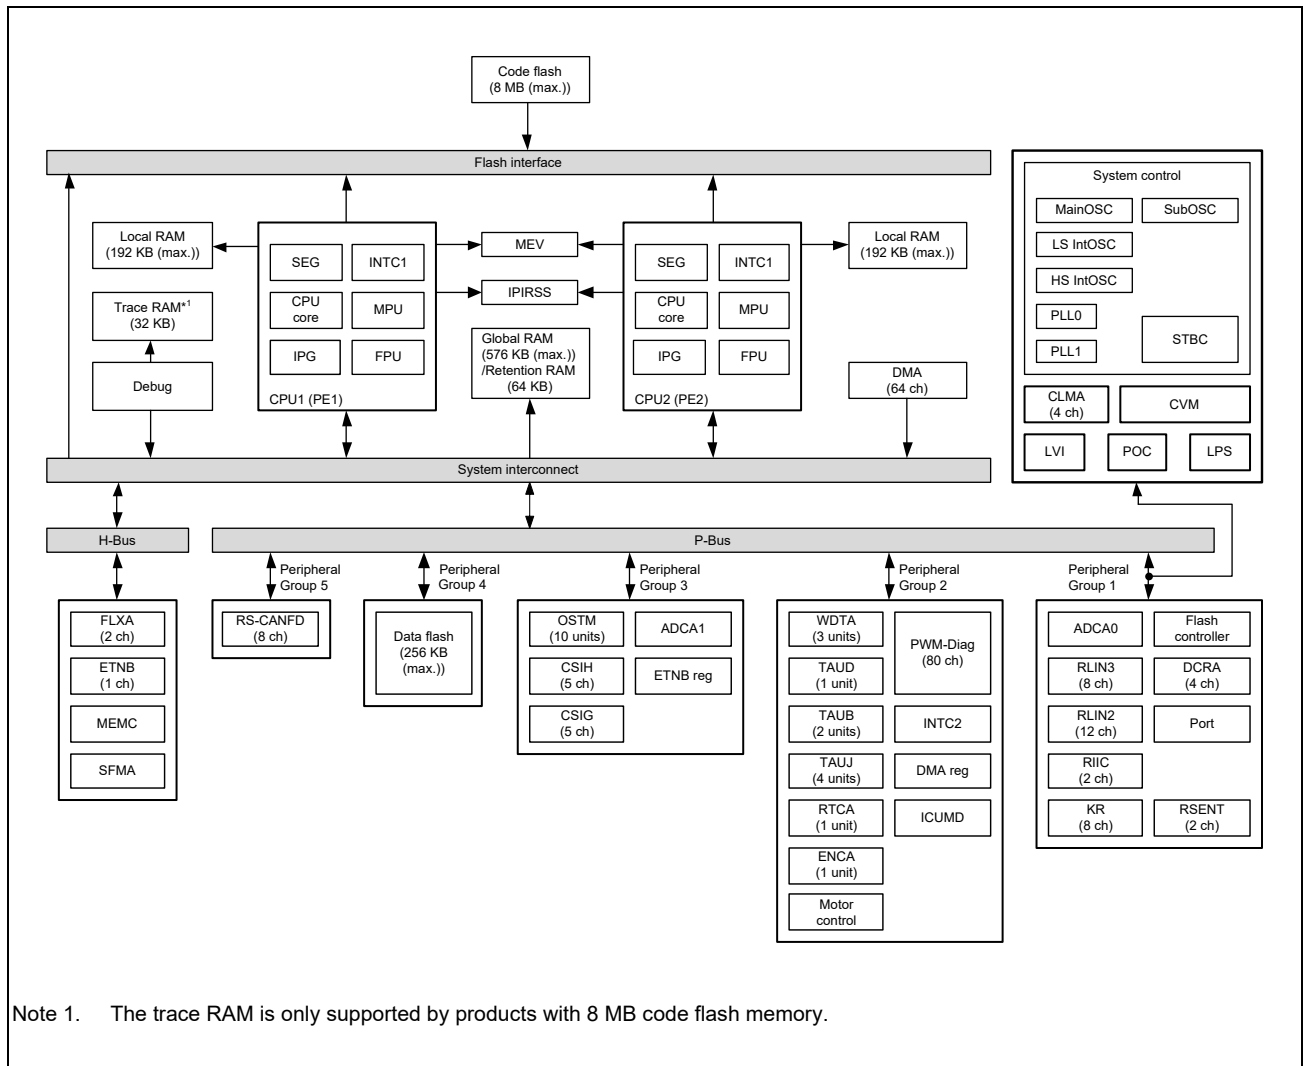 Code flash
(8 MB (max.))
Flash interface
System control
MainOSC
SubOSC
LS IntOSC
HS IntOSC
PLL0
PLL1
STBC
CLMA
(4 ch)
CVM
LVI
POC
LPS
Local RAM
(192 KB (max.))
Trace RAM*1
(32 KB)
Debug
SEG
INTC1
CPU
core
MPU
IPG
FPU
CPU1 (PE1)
MEV
IPIRSS
Global RAM
(576 KB (max.))
/Retention RAM
(64 KB)
SEG
INTC1
CPU
core
MPU
IPG
FPU
CPU2 (PE2)
Local RAM
(192 KB (max.))
DMA
(64 ch)
System interconnect
H-Bus
P-Bus
FLXA
(2 ch)
ETNB
(1 ch)
MEMC
SFMA
Peripheral
Group 5
RS-CANFD
(8 ch)
Peripheral
Group 4
Data flash
(256 KB
(max.))
Peripheral
Group 3
OSTM
(10 units)
ADCA1
CSIH
(5 ch)
ETNB reg
CSIG
(5 ch)
Peripheral
Group 2
WDTA
(3 units)
PWM-Diag
(80 ch)
TAUD
(1 unit)
TAUB
(2 units)
INTC2
TAUJ
(4 units)
DMA reg
RTCA
(1 unit)
ICUMD
ENCA
(1 unit)
Motor
control
Peripheral
Group 1
ADCA0
Flash
controller
RLIN3
(8 ch)
DCRA
(4 ch)
RLIN2
(12 ch)
Port
RIIC
(2 ch)
KR
(8 ch)
RSENT
(2 ch)
Note 1. The trace RAM is only supported by products with 8 MB code flash memory.